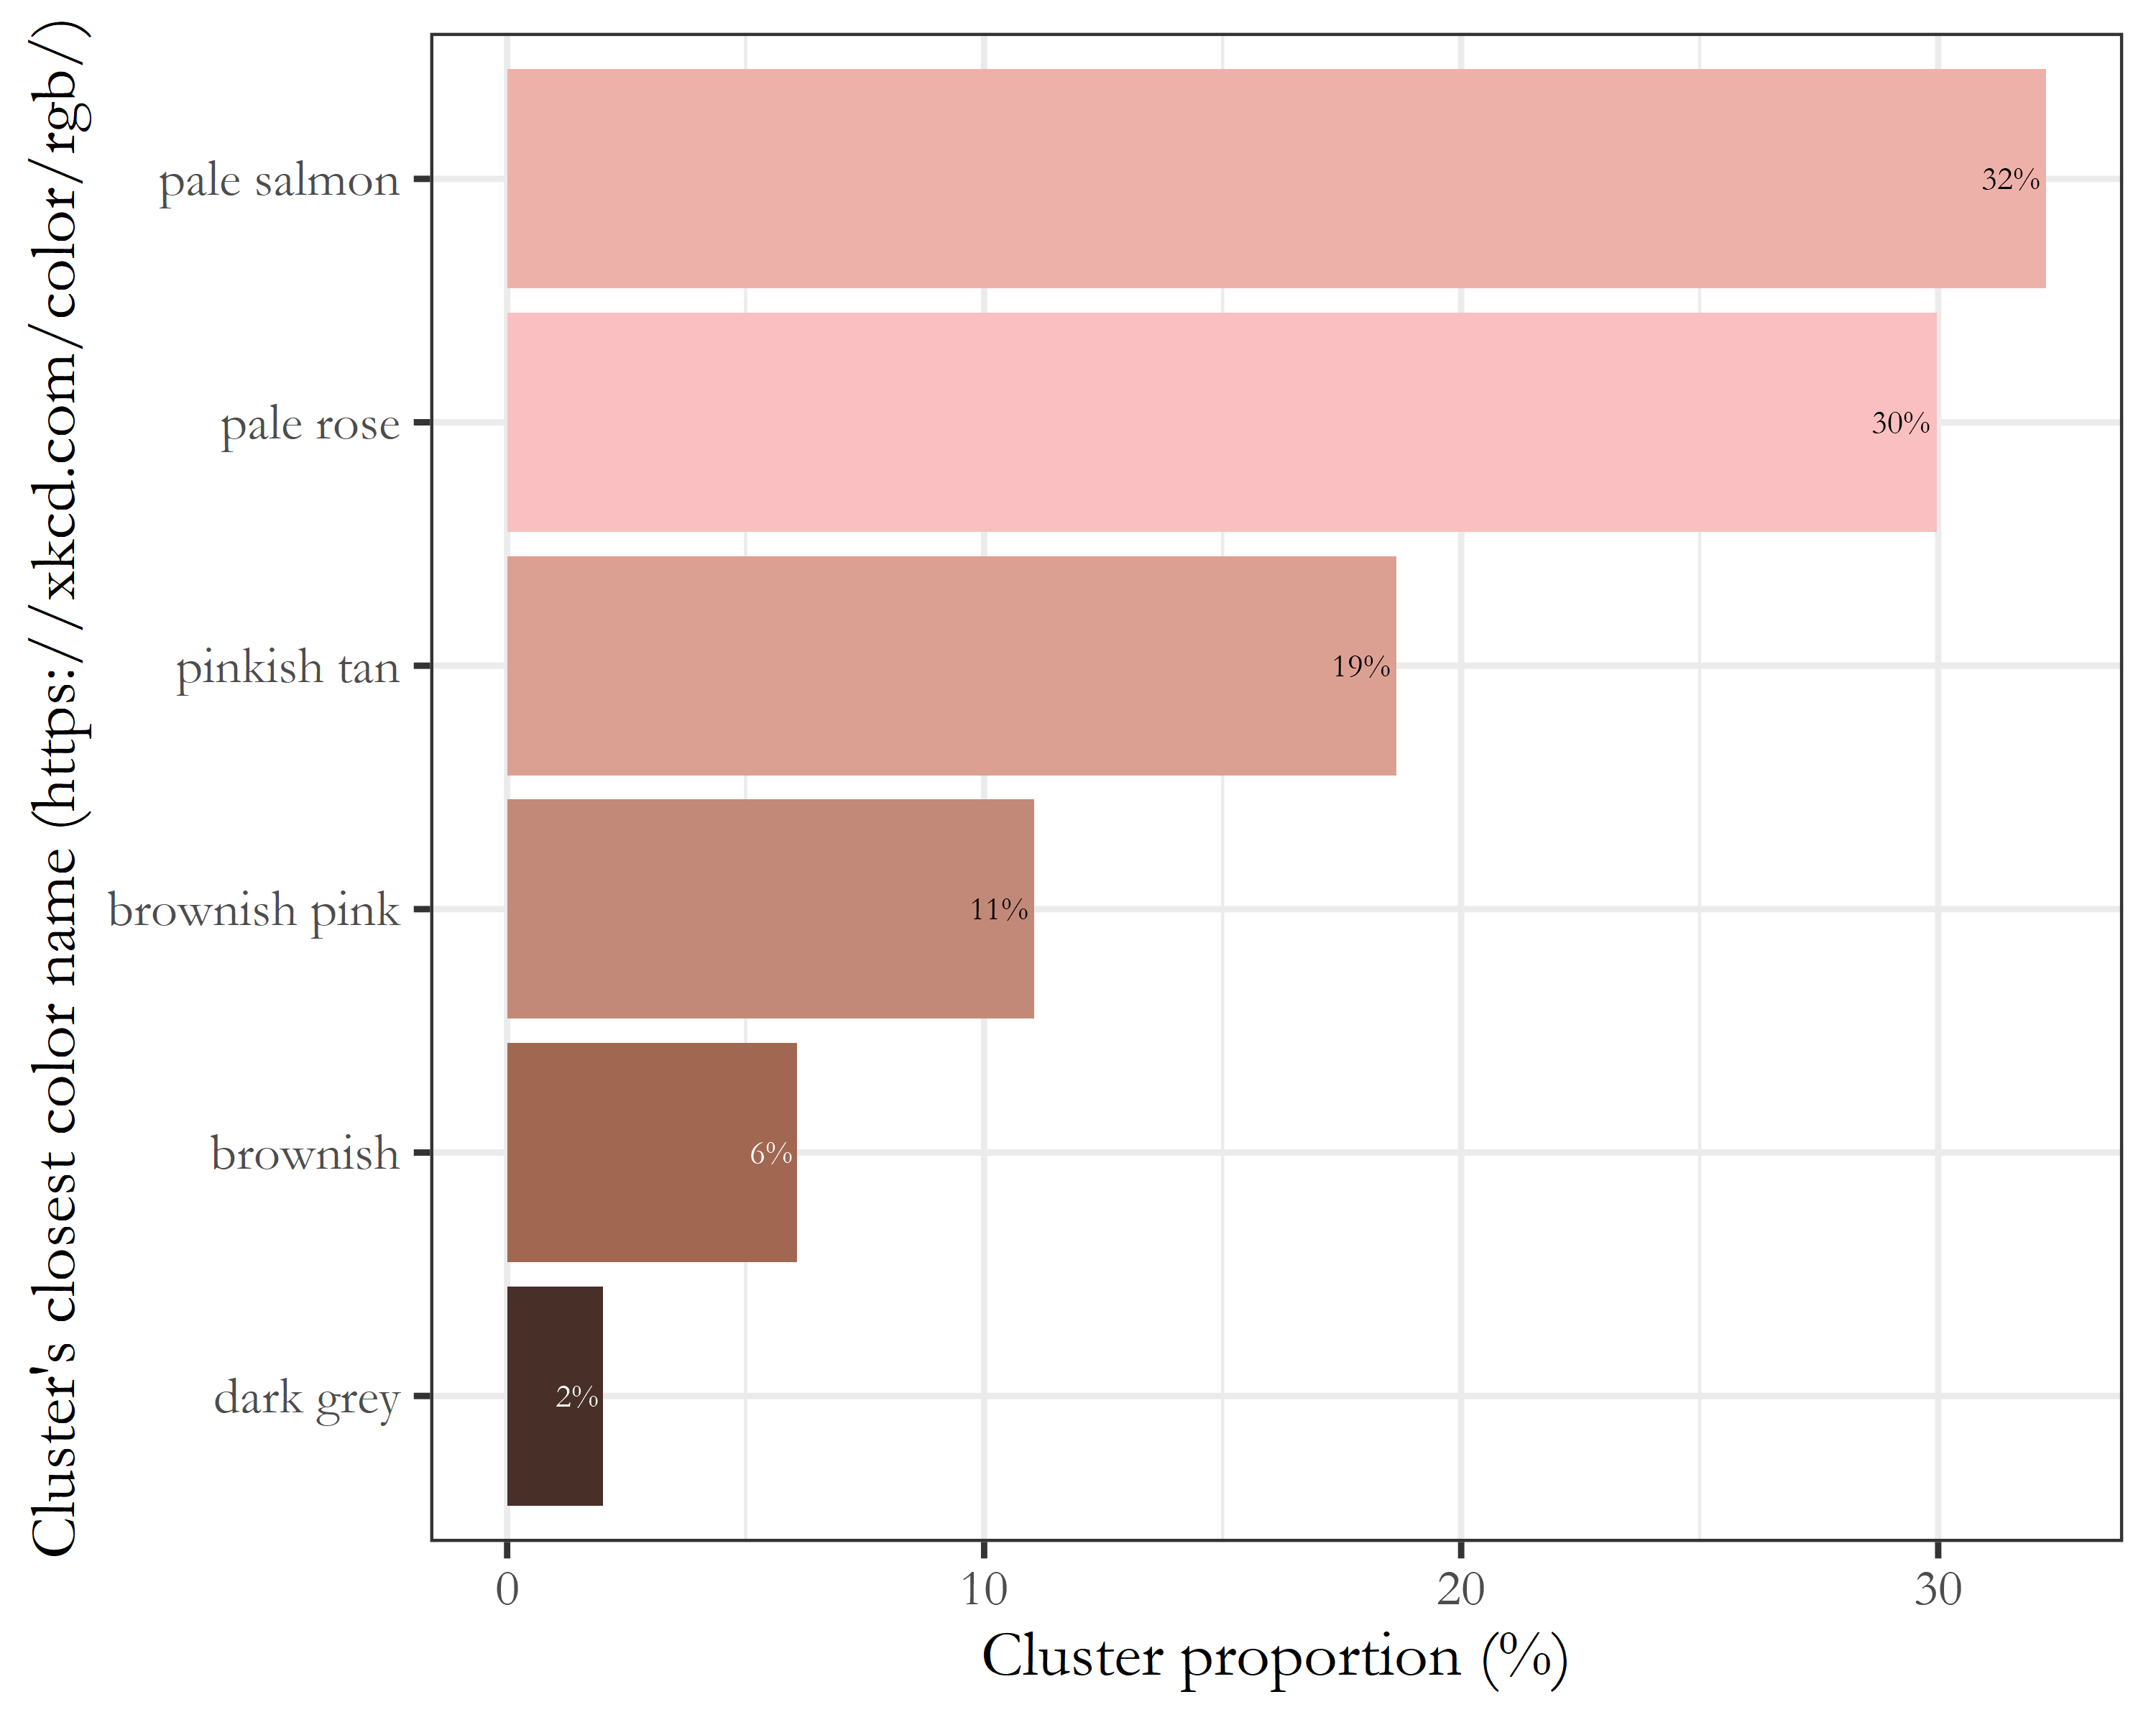 Cluster's closest color name (https://xkcd.com/color/rgb/)
pale salmon
32%
pale rose
30%
pinkish tan
19%
brownish pink
11%
brownish
6%
dark grey
2%
0 10 20 30
Cluster proportion (%)